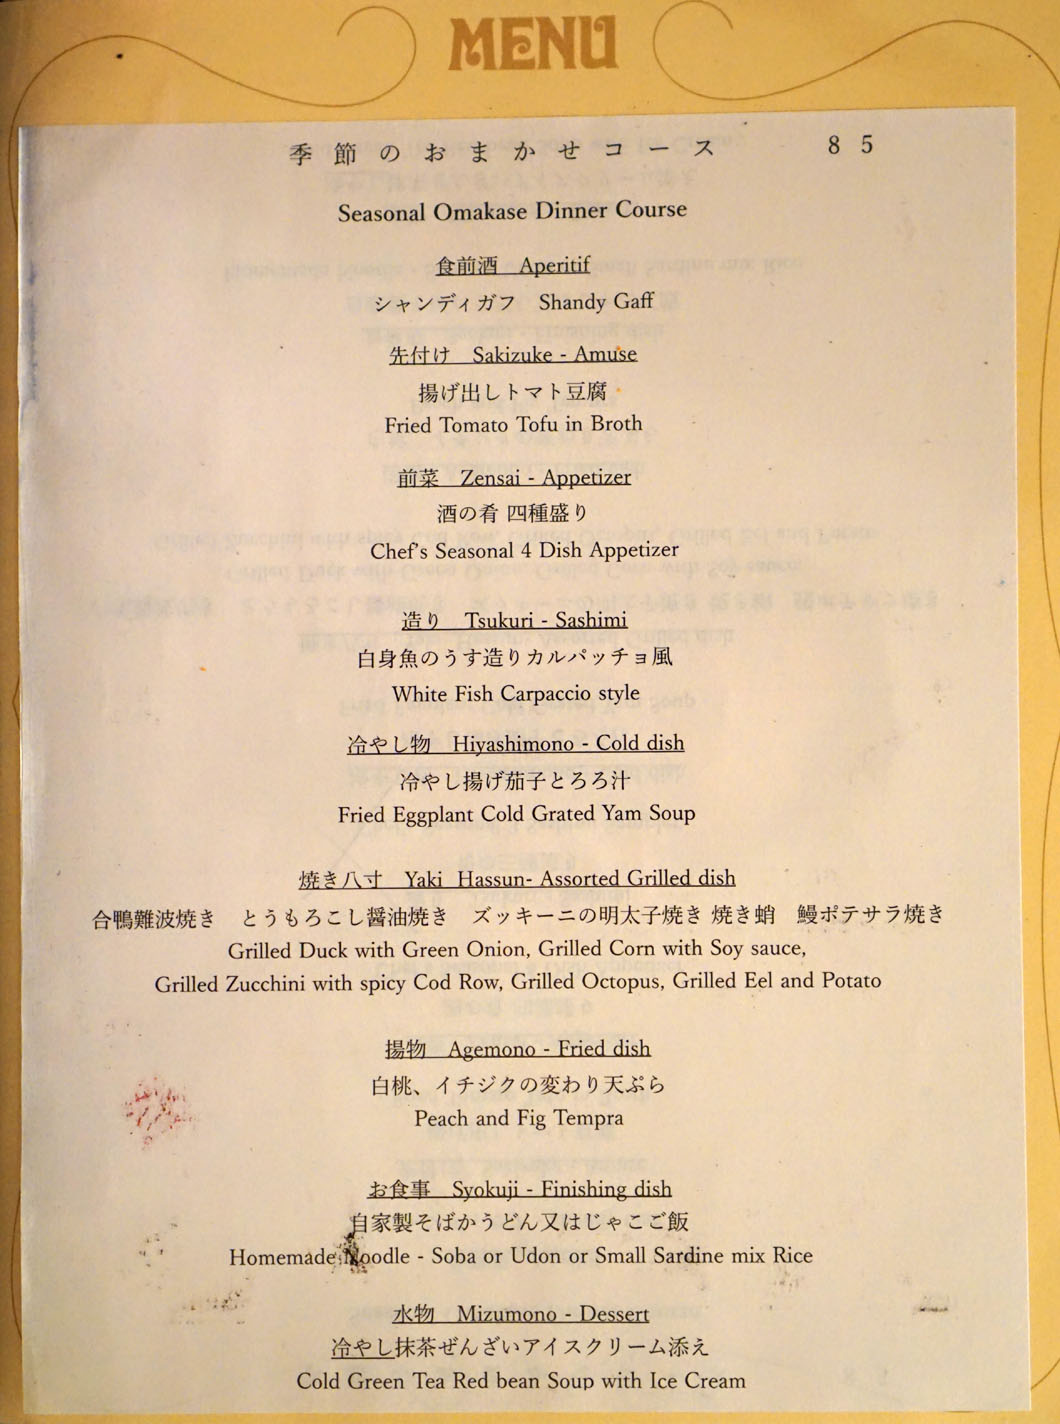 MENU
季節のおまかせコース 85
Seasonal Omakase Dinner Course
食前酒 Aperitif
シャンディガフ Shandy Gaff
先付け Sakizuke - Amuse
揚げ出しトマト豆腐
Fried Tomato Tofu in Broth
前菜 Zensai - Appetizer
酒の肴 四種盛り
Chef's Seasonal 4 Dish Appetizer
造り Tsukuri - Sashimi
白身魚のうす造りカルパッチョ風
White Fish Carpaccio style
冷やし物 Hiyashimono - Cold dish
冷やし揚げ茄子とろろ汁
Fried Eggplant Cold Grated Yam Soup
焼き八寸 Yaki Hassun- Assorted Grilled dish
合鴨難波焼き とうもろこし醤油焼き ズッキーニの明太子焼き 焼き蛸 鰻ポテサラ焼き
Grilled Duck with Green Onion, Grilled Corn with Soy sauce,
Grilled Zucchini with spicy Cod Row, Grilled Octopus, Grilled Eel and Potato
揚物 Agemono - Fried dish
白桃、イチジクの変わり天ぷら
Peach and Fig Tempra
お食事 Syokuji - Finishing dish
自家製そばかうどん又はじゃこご飯
Homemade Noodle - Soba or Udon or Small Sardine mix Rice
水物 Mizumono - Dessert
冷やし抹茶ぜんざいアイスクリーム添え
Cold Green Tea Red bean Soup with Ice Cream